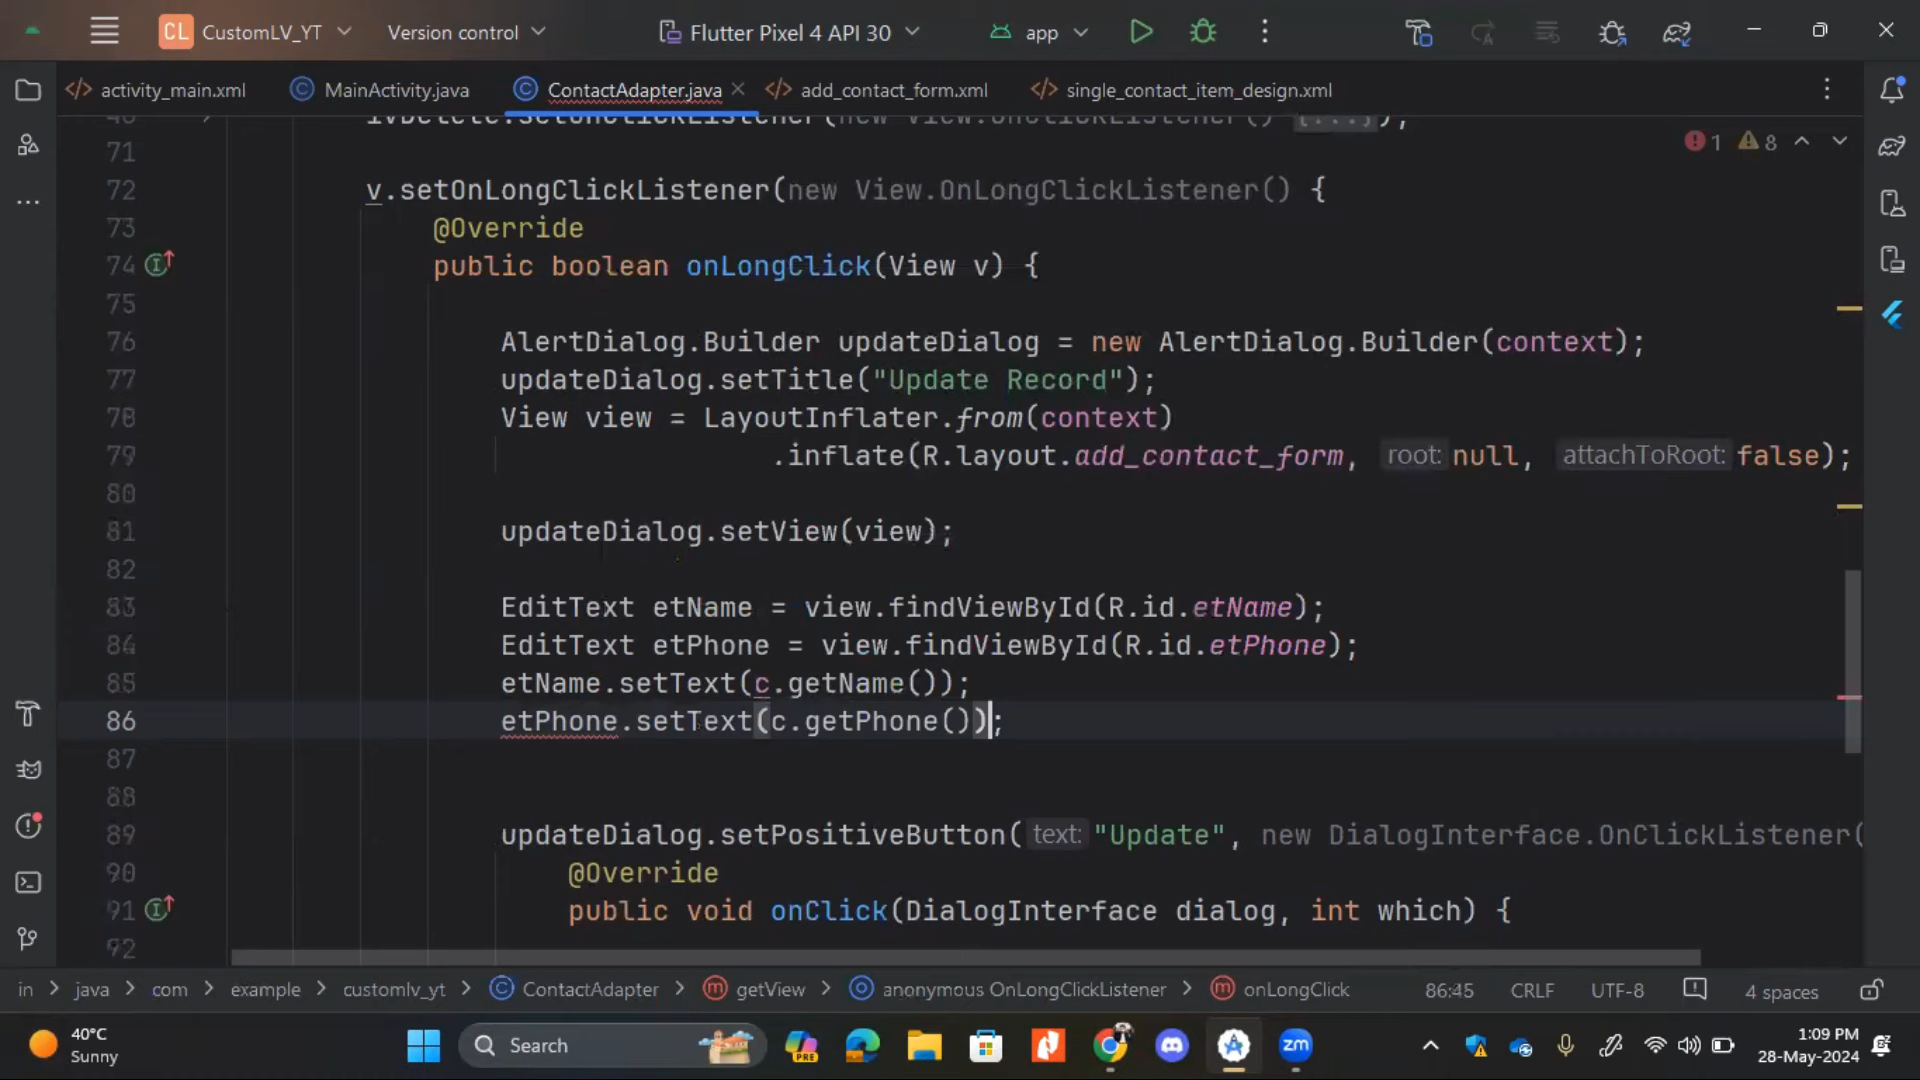 CL CustomLV_YT Version control Flutter Pixel 4 API 30 app
activity_main.xml MainActivity.java ContactAdapter.java add_contact_form.xml single_contact_item_design.xml
1 8
71
72 v.setOnLongClickListener(new View.OnLongClickListener() {
73 @Override
74 public boolean onLongClick(View v) {
75
76 AlertDialog.Builder updateDialog = new AlertDialog.Builder(context);
77 updateDialog.setTitle("Update Record");
78 View view = LayoutInflater.from(context)
79 .inflate(R.layout.add_contact_form, root: null, attachToRoot: false);
80
81 updateDialog.setView(view);
82
83 EditText etName = view.findViewById(R.id.etName);
84 EditText etPhone = view.findViewById(R.id.etPhone);
85 etName.setText(c.getName());
86 etPhone.setText(c.getPhone());
87
88
89 updateDialog.setPositiveButton( text: "Update", new DialogInterface.OnClickListener(
90 @Override
91 public void onClick(DialogInterface dialog, int which) {
92
in > java > com > example > customlv_yt > ContactAdapter > getView > anonymous OnLongClickListener > onLongClick 86:45 CRLF UTF-8 4 spaces
40°C
Sunny
Search
PRE
zm
1:09 PM
28-May-2024